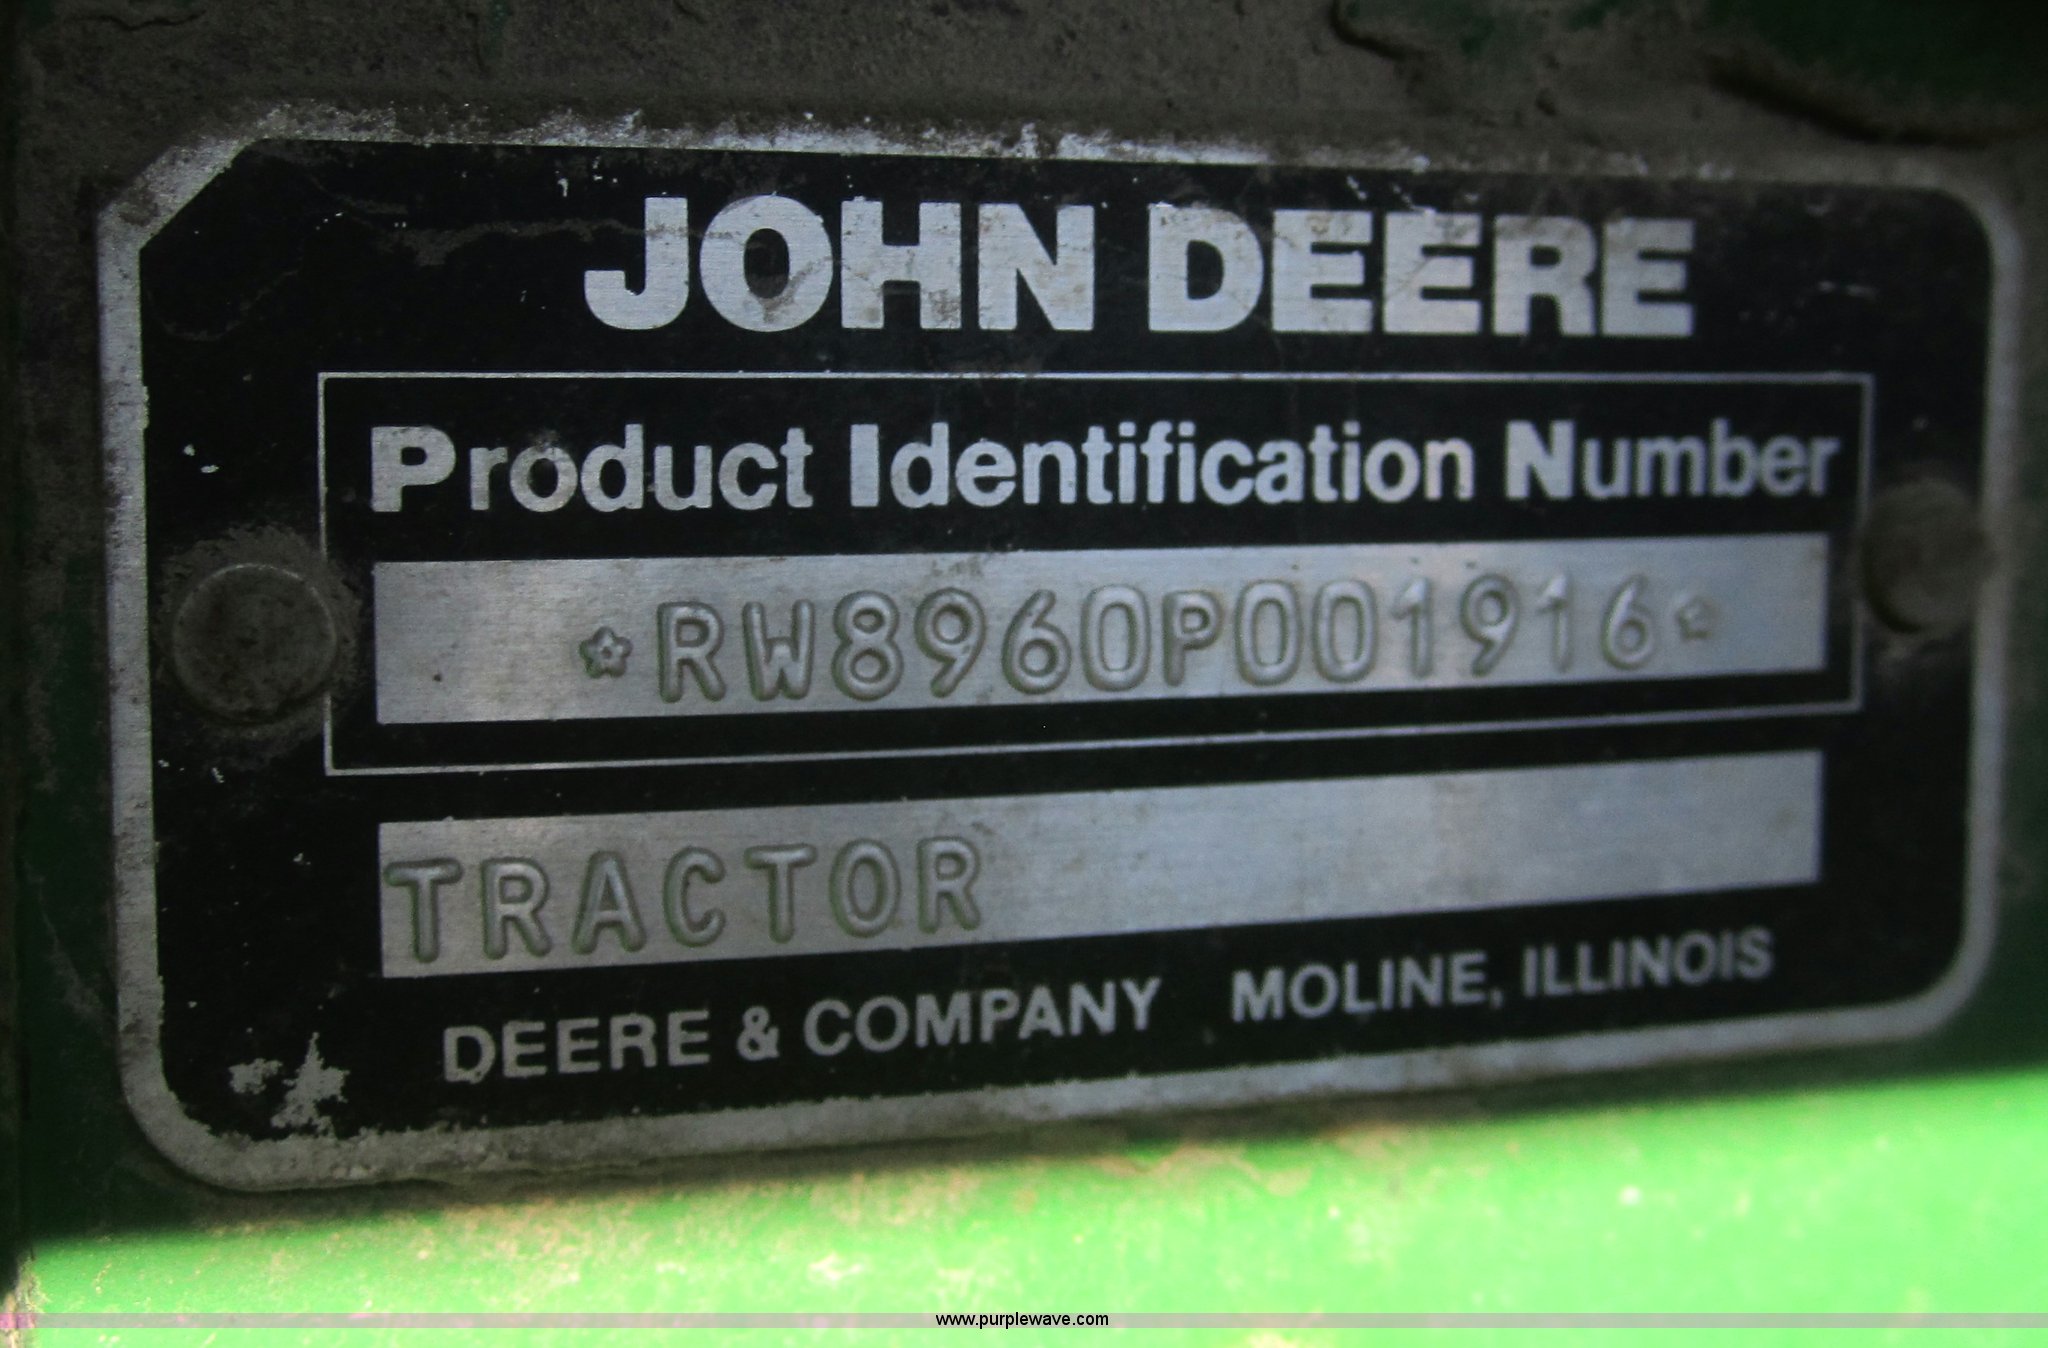 JOHN DEERE
Product Identification Number
*RW8960P001916*
TRACTOR
DEERE & COMPANY MOLINE, ILLINOIS
www.purplewave.com